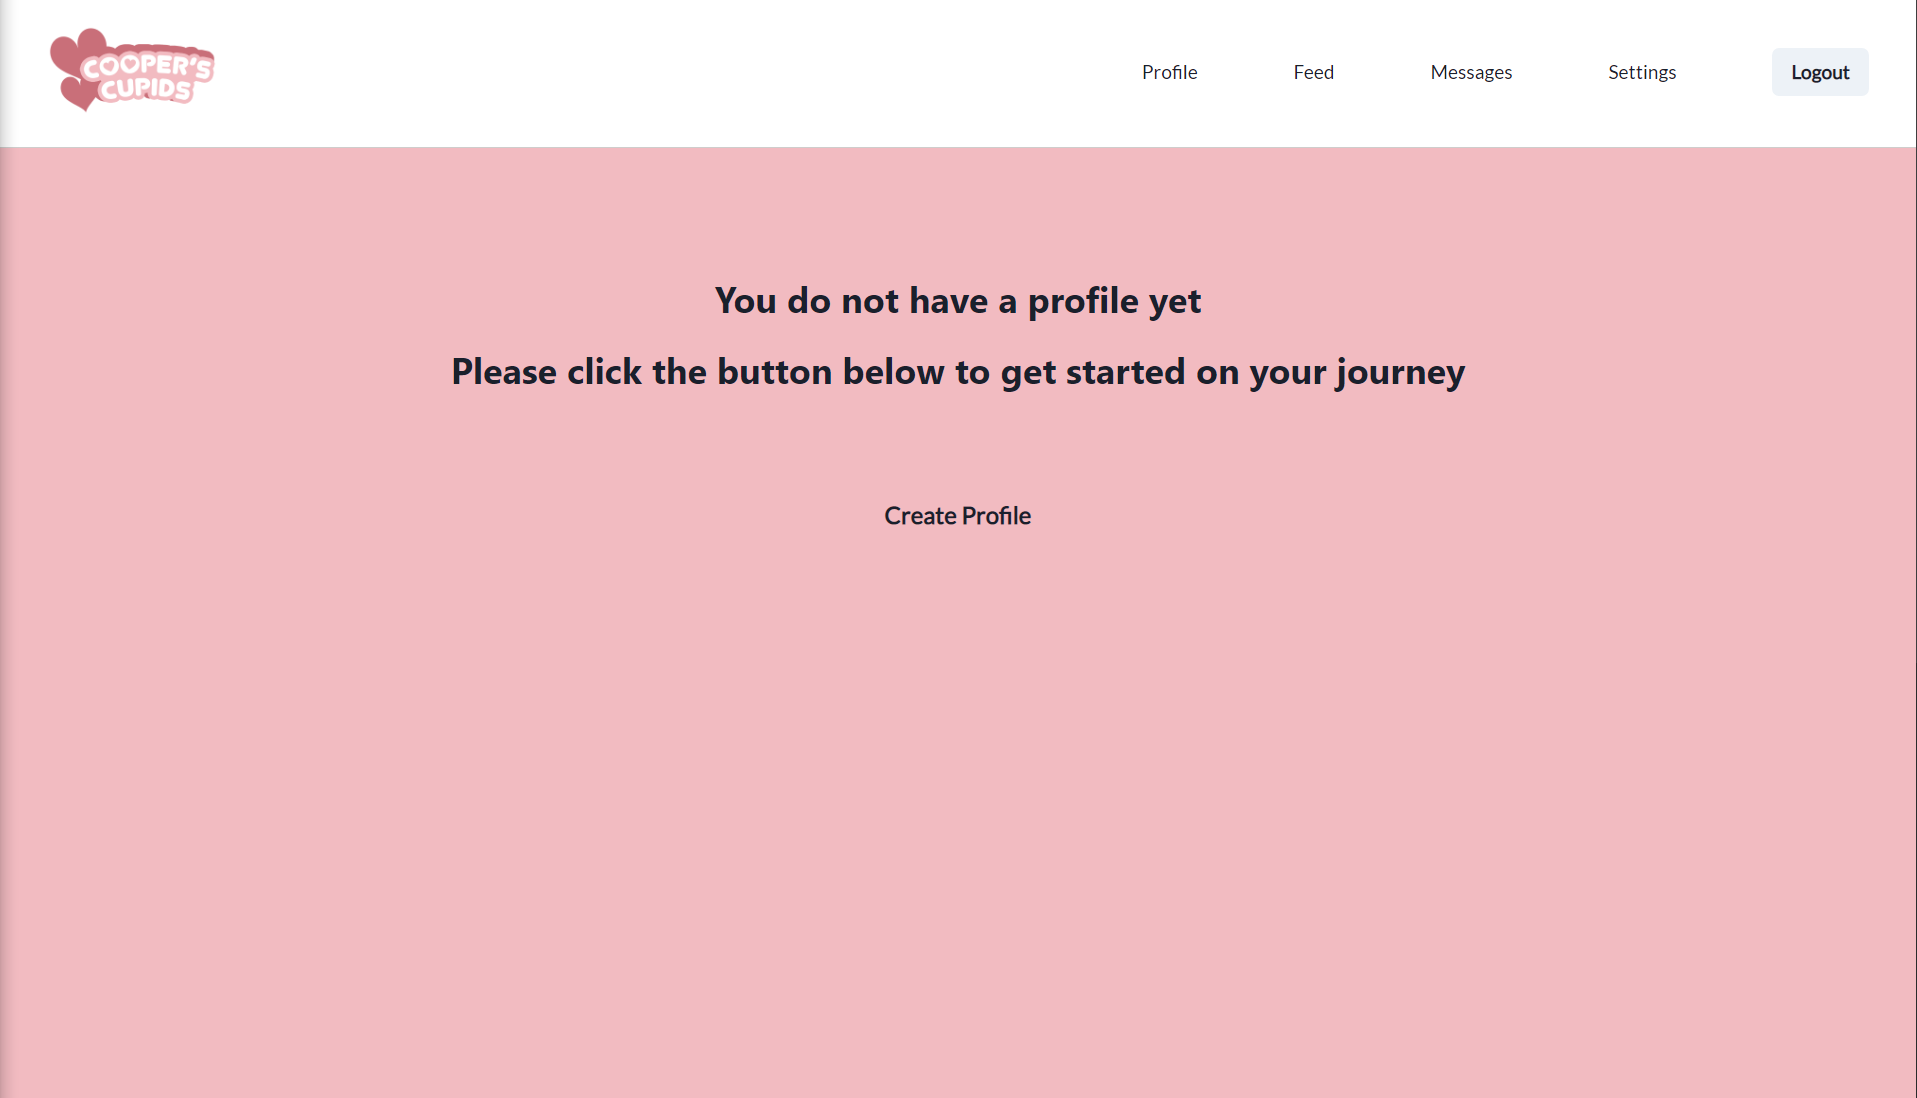 COOPER'S
CUPIDS
Profile
Feed
Messages
Settings
Logout
You do not have a profile yet
Please click the button below to get started on your journey
Create Profile